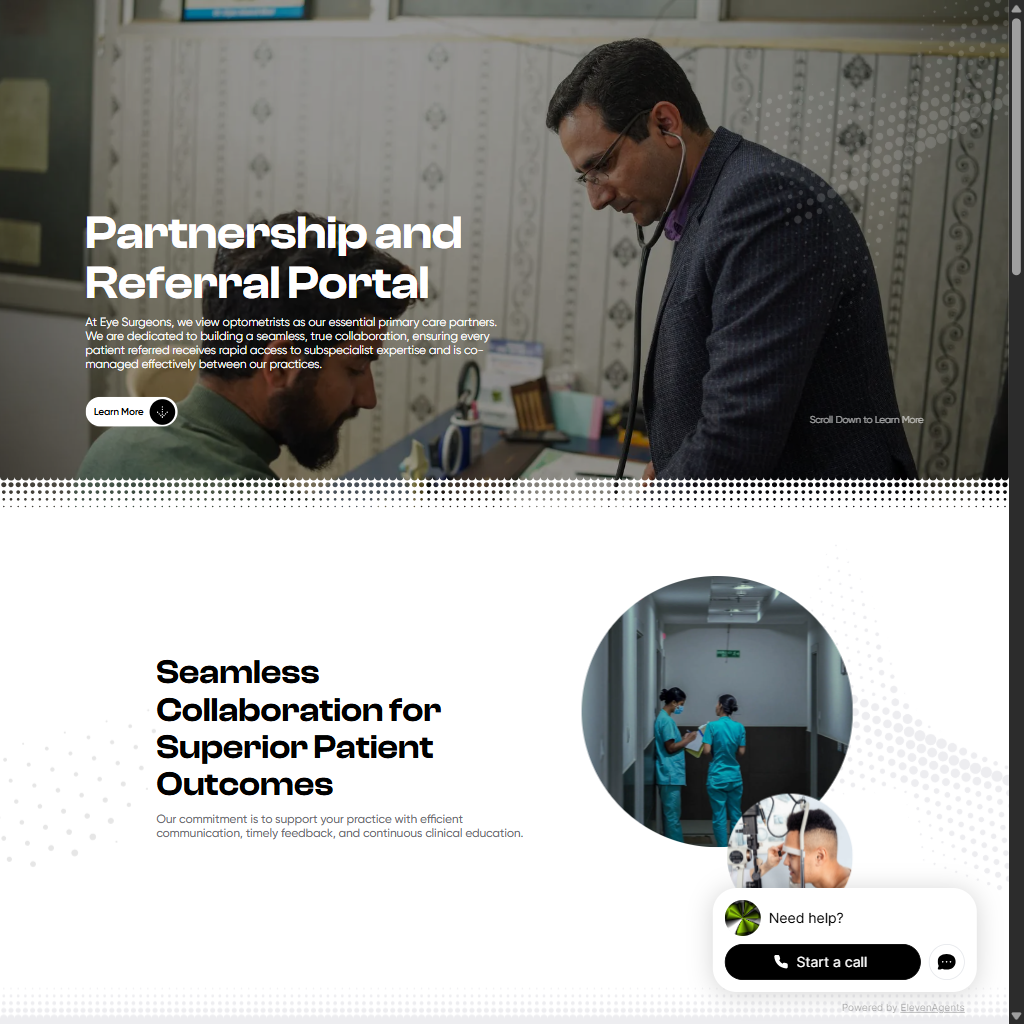 Partnership and
Referral Portal
At Eye Surgeons, we view optometrists as our essential primary care partners.
We are dedicated to building a seamless, true collaboration, ensuring every
patient referred receives rapid access to subspecialist expertise and is co-
managed effectively between our practices.
Learn More
Scroll Down to Learn More
Seamless
Collaboration for
Superior Patient
Outcomes
Our commitment is to support your practice with efficient
communication, timely feedback, and continuous clinical education.
Need help?
Start a call
Powered by ElevenAgents